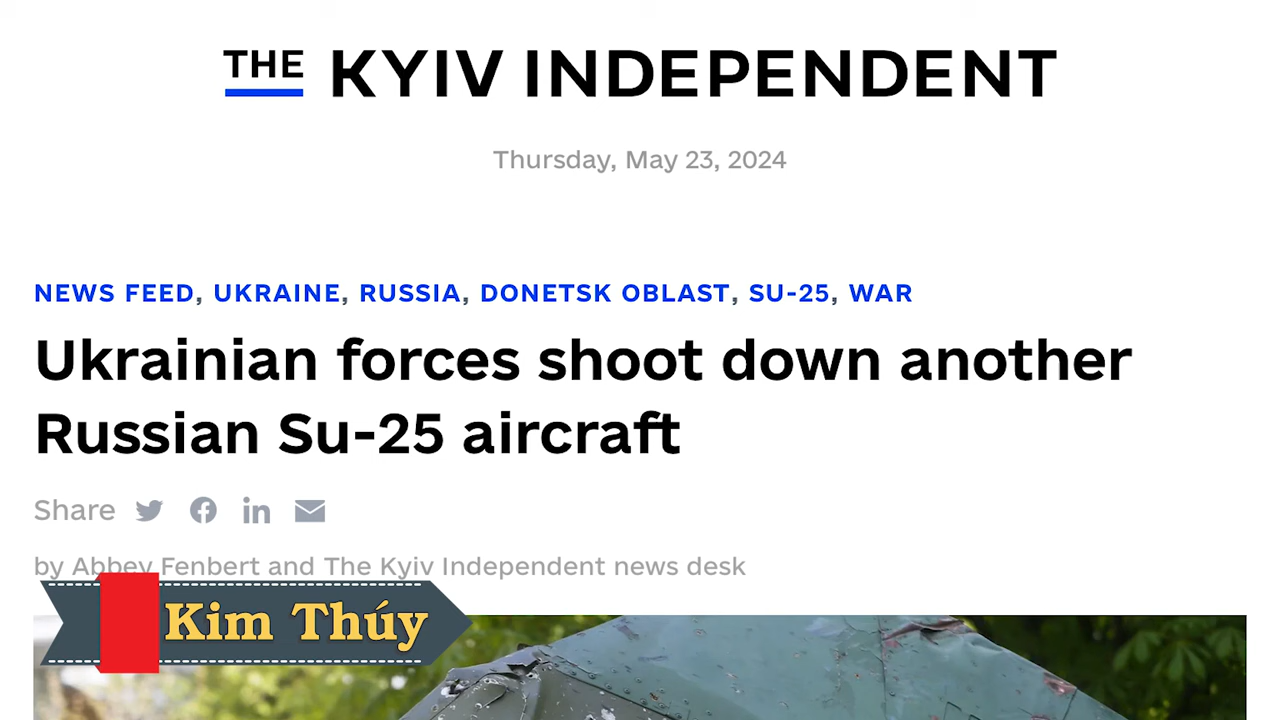 THE KYIV INDEPENDENT
Thursday, May 23, 2024
NEWS FEED, UKRAINE, RUSSIA, DONETSK OBLAST, SU-25, WAR
Ukrainian forces shoot down another
Russian Su-25 aircraft
Share
by Abbey Fenbert and The Kyiv Independent news desk
Kim Thúy